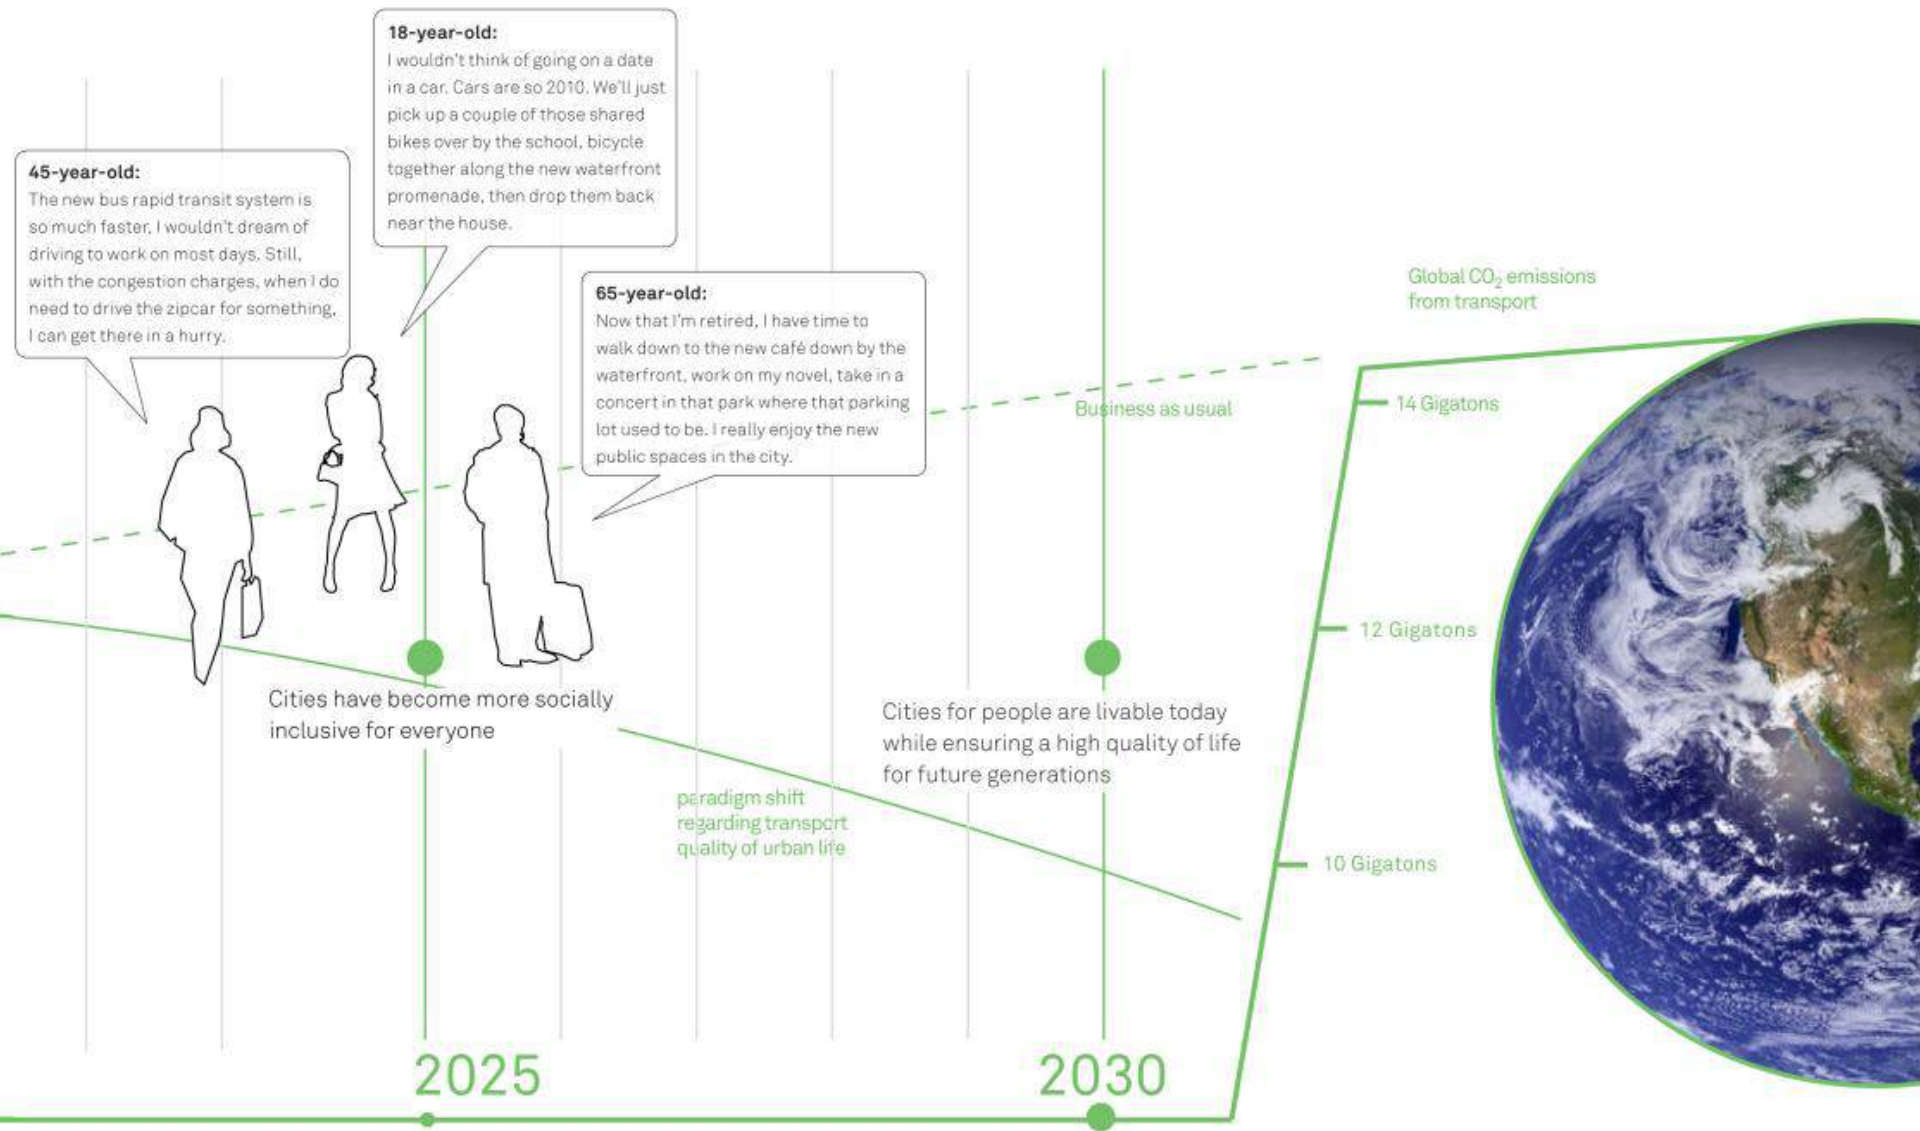 18-year-old:
I wouldn't think of going on a date
in a car. Cars are so 2010. We'll just
pick up a couple of those shared
bikes over by the school, bicycle
together along the new waterfront
promenade, then drop them back
near the house.
45-year-old:
The new bus rapid transit system is
so much faster, I wouldn't dream of
driving to work on most days. Still,
with the congestion charges, when I do
need to drive the zipcar for something,
I can get there in a hurry.
65-year-old:
Now that I'm retired, I have time to
walk down to the new café down by the
waterfront, work on my novel, take in a
concert in that park where that parking
lot used to be. I really enjoy the new
public spaces in the city.
Global CO₂ emissions
from transport
Business as usual
14 Gigatons
12 Gigatons
10 Gigatons
Cities have become more socially
inclusive for everyone
Cities for people are livable today
while ensuring a high quality of life
for future generations
paradigm shift
regarding transport
quality of urban life
2025
2030